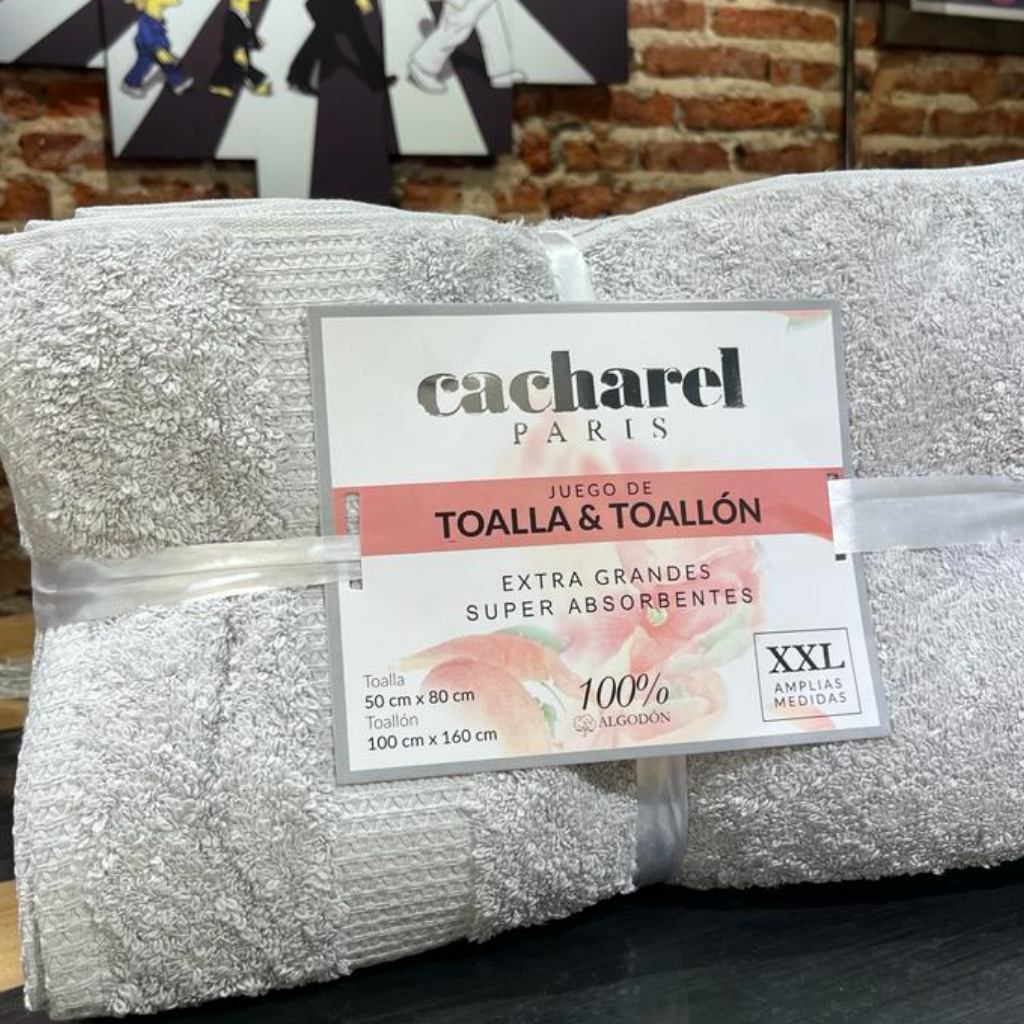 cacharel
PARIS
JUEGO DE
TOALLA & TOALLÓN
EXTRA GRANDES
SUPER ABSORBENTES
Toalla
50 cm x 80 cm
Toallón
100 cm x 160 cm
100%
ALGODÓN
XXL
AMPLIAS
MEDIDAS